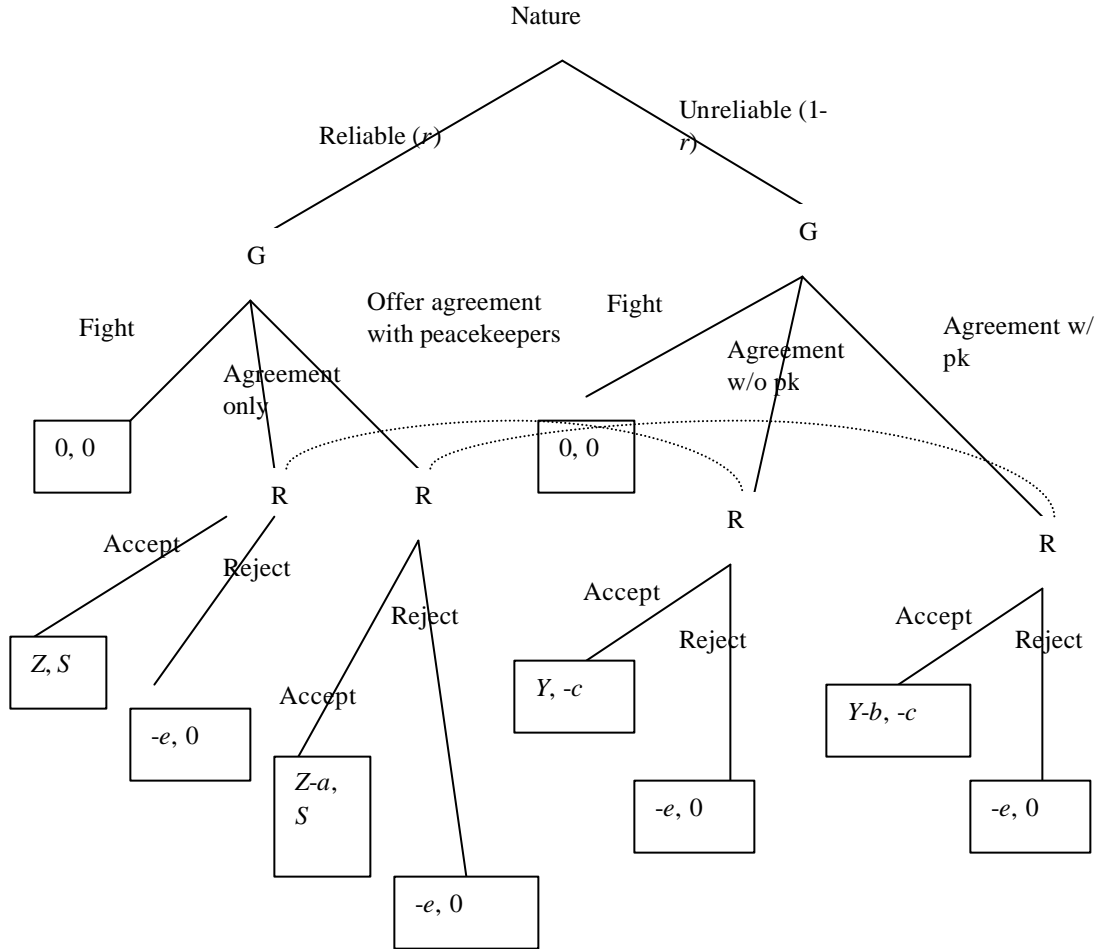 Nature
Unreliable (1-
r)
Reliable (r)
G
G
Offer agreement
with peacekeepers
Fight
Fight
Agreement w/
pk
Agreement
w/o pk
Agreement
only
0, 0
0, 0
R
R
R
R
Accept
Reject
Reject
Accept
Reject
Accept
Reject
Z, S
Y, -c
Y-b, -c
Accept
-e, 0
Z-a,
S
-e, 0
-e, 0
-e, 0